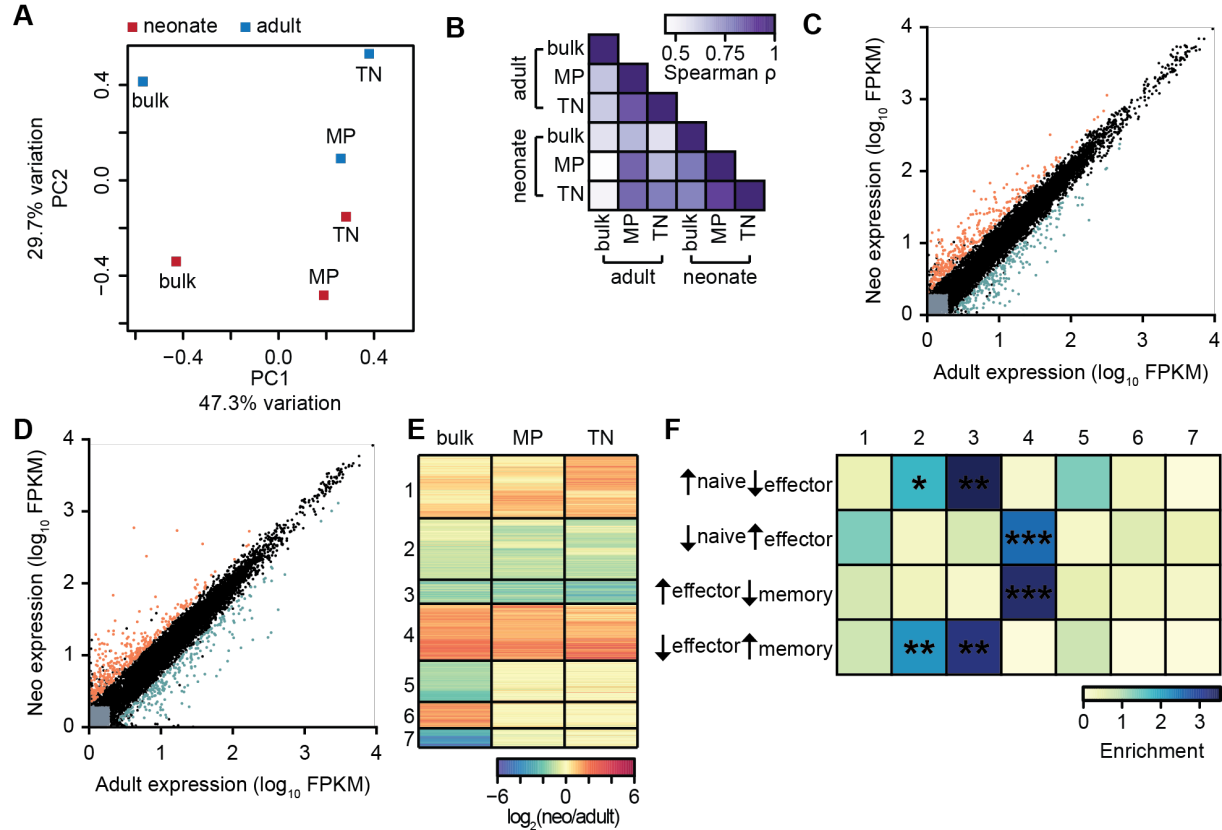 A
neonate
adult
0.4
0.0
−0.4
29.7% variation
PC2
bulk
TN
MP
TN
MP
bulk
−0.4
0.0
0.4
PC1
47.3% variation
B
0.5
0.75
1
Spearman ρ
adult
bulk
MP
TN
neonate
bulk
MP
TN
bulk
MP
TN
bulk
MP
TN
adult
neonate
C
Neo expression (log10 FPKM)
4
3
2
1
0
0
1
2
3
4
Adult expression (log10 FPKM)
D
Neo expression (log10 FPKM)
4
3
2
1
0
0
1
2
3
4
Adult expression (log10 FPKM)
E
bulk
MP
TN
1
2
3
4
5
6
7
−6
0
6
log2(neo/adult)
F
1
2
3
4
5
6
7
↑naive↓effector
* **
↓naive↑effector
***
↑effector↓memory
***
↓effector↑memory
** **
0
1
2
3
Enrichment